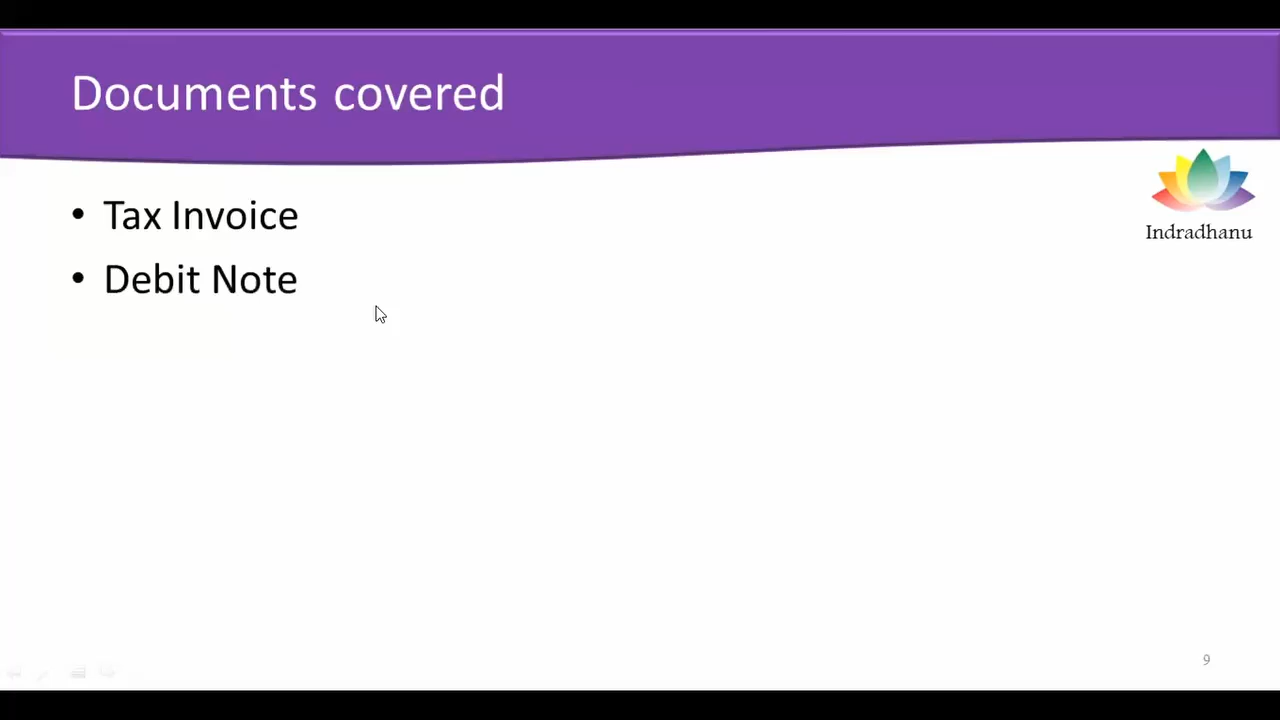 Documents covered
• Tax Invoice
Indradhanu
• Debit Note
9